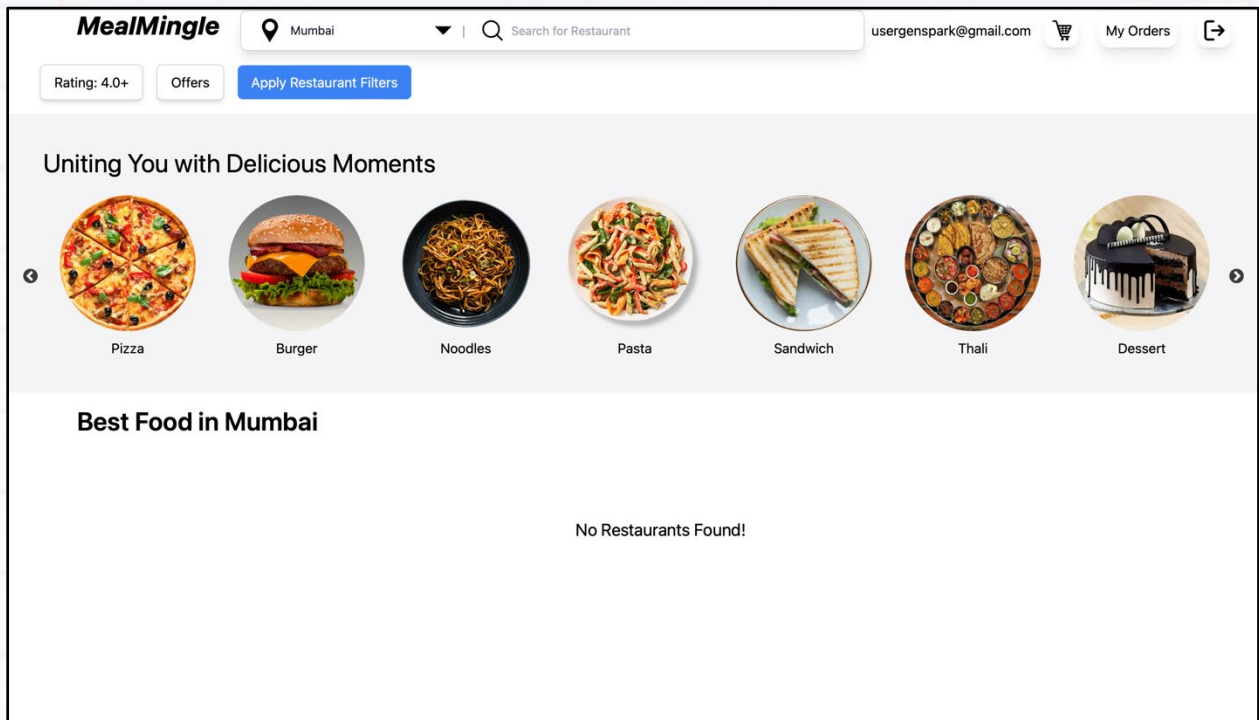 MealMingle
Mumbai
|
Search for Restaurant
usergenspark@gmail.com
My Orders
Rating: 4.0+
Offers
Apply Restaurant Filters
Uniting You with Delicious Moments
Pizza
Burger
Noodles
Pasta
Sandwich
Thali
Dessert
Best Food in Mumbai
No Restaurants Found!